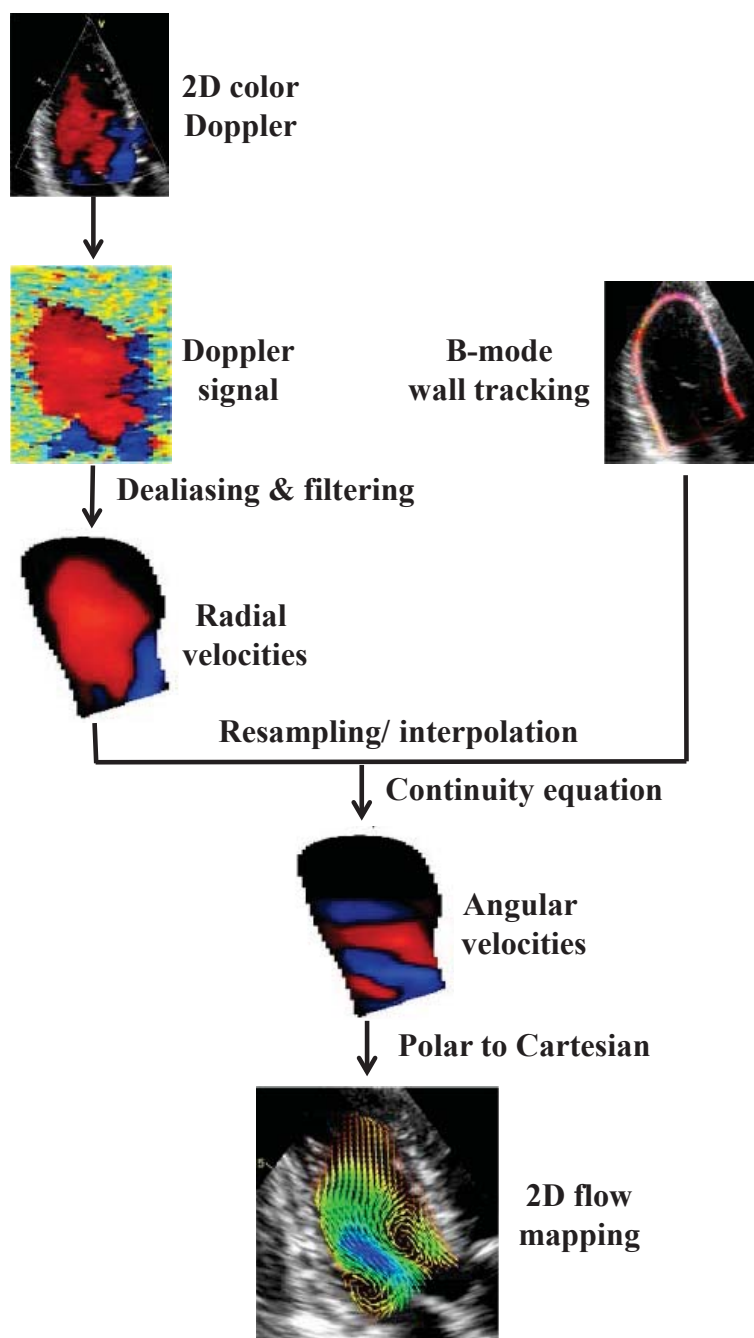 V
2D color
Doppler
Doppler
signal
B-mode
wall tracking
Dealiasing & filtering
Radial
velocities
Resampling/ interpolation
Continuity equation
Angular
velocities
Polar to Cartesian
5
2D flow
mapping